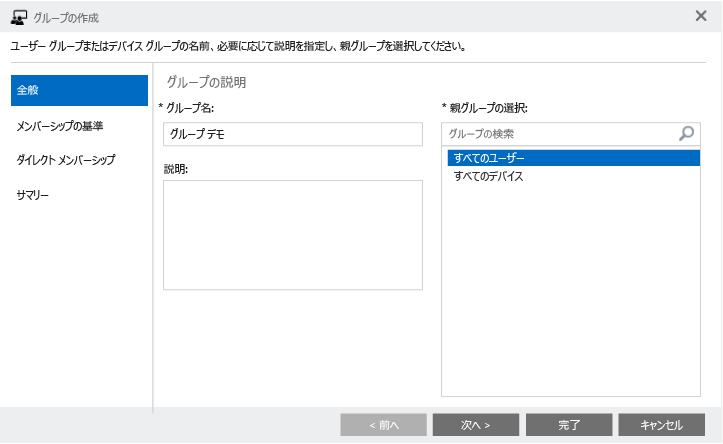 グループの作成
ユーザー グループまたはデバイス グループの名前、必要に応じて説明を指定し、親グループを選択してください。
全般
メンバーシップの基準
ダイレクト メンバーシップ
サマリー
グループの説明
* グループ名:
グループ デモ
説明:
* 親グループの選択:
グループの検索
すべてのユーザー
すべてのデバイス
< 前へ
次へ >
完了
キャンセル